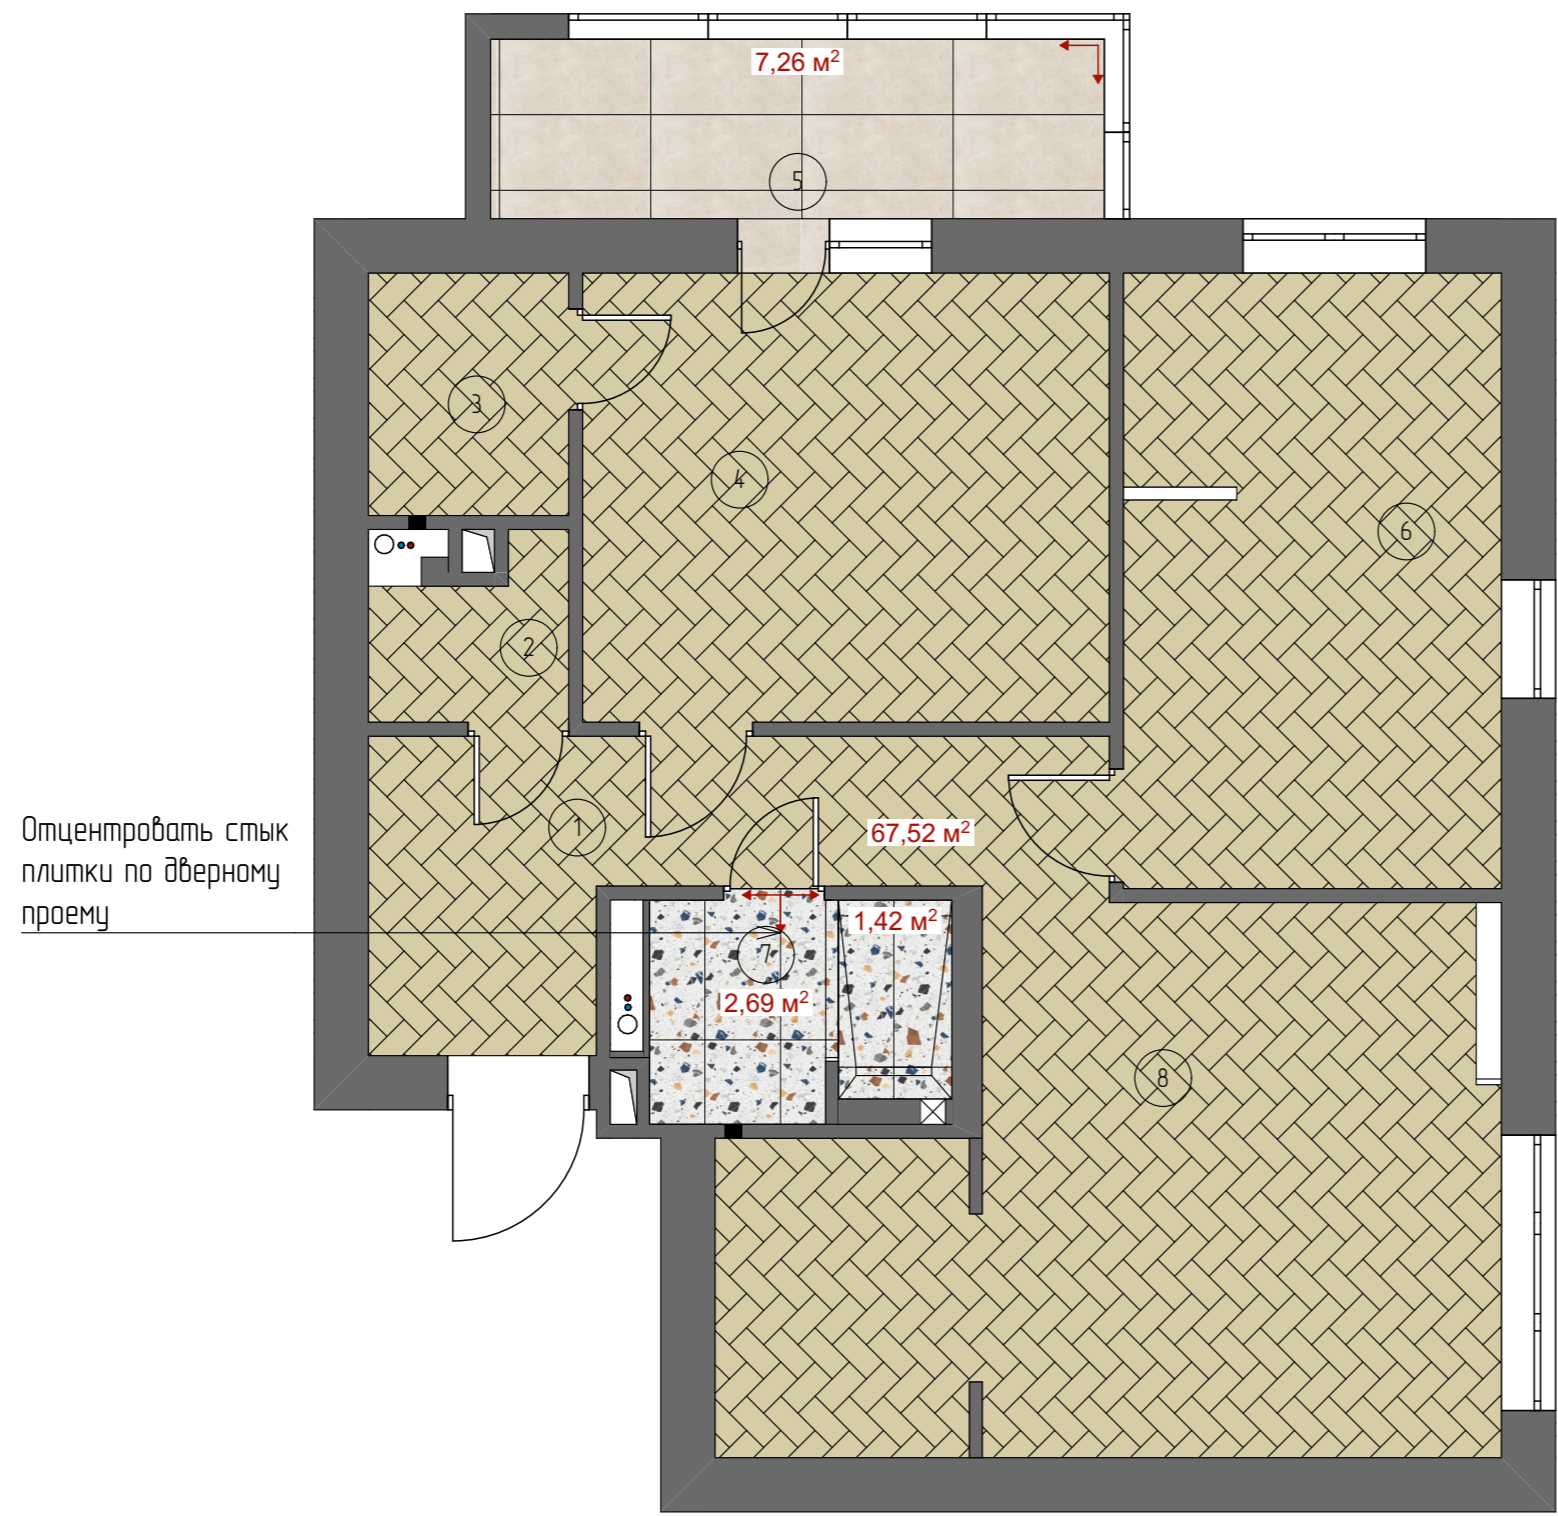 7,26 м²
5
3
4
6
2
1
Отцентровать стык
плитки по дверному
проему
67,52 м²
1,42 м²
7
2,69 м²
8